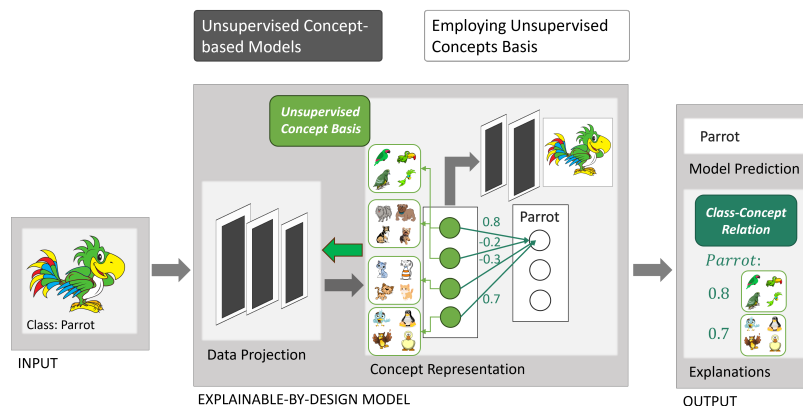 Unsupervised Concept-
based Models
Employing Unsupervised
Concepts Basis
Unsupervised
Concept Basis
Parrot
0.8
-0.2
-0.3
0.7
Class: Parrot
INPUT
Data Projection
Concept Representation
EXPLAINABLE-BY-DESIGN MODEL
Parrot
Model Prediction
Class-Concept
Relation
Parrot:
0.8
0.7
Explanations
OUTPUT